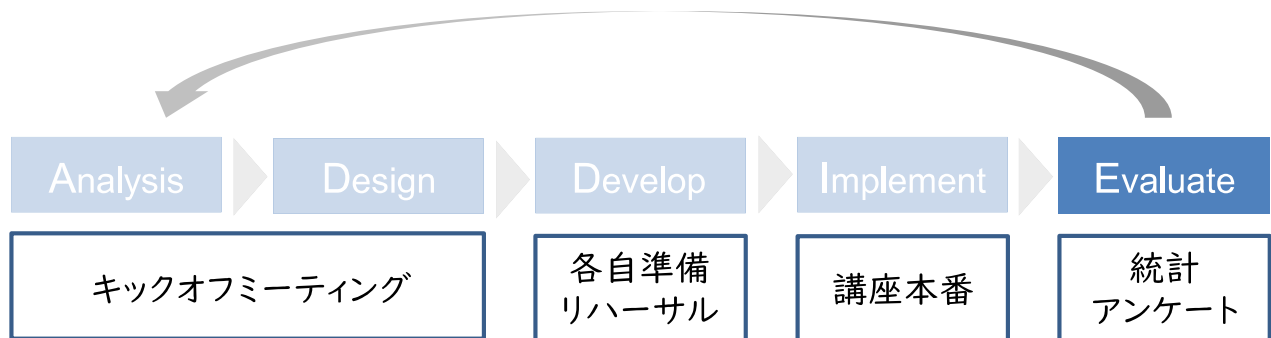 Analysis
Design
Develop
Implement
Evaluate
キックオフミーティング
各自準備
リハーサル
講座本番
統計
アンケート